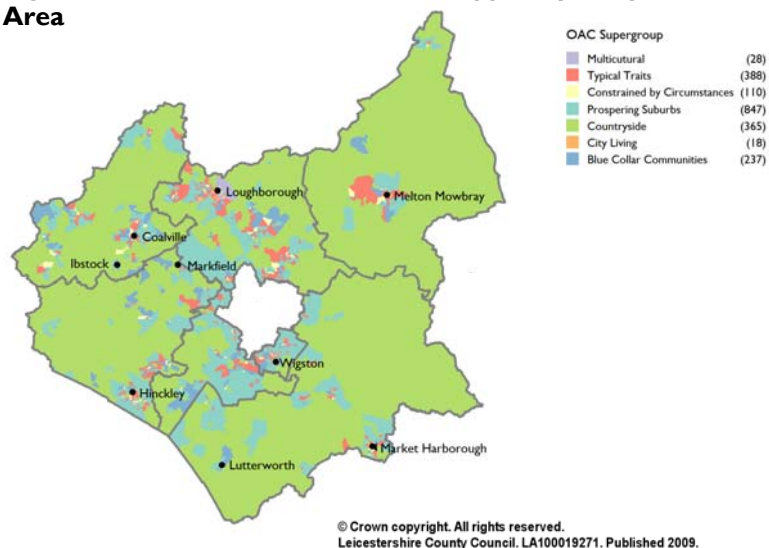 Area
OAC Supergroup
Multicutural (28)
Typical Traits (388)
Constrained by Circumstances (110)
Prospering Suburbs (847)
Countryside (365)
City Living (18)
Blue Collar Communities (237)
Loughborough
Melton Mowbray
Coalville
Ibstock
Markfield
Wigston
Hinckley
Market Harborough
Lutterworth
© Crown copyright. All rights reserved.
Leicestershire County Council. LA100019271. Published 2009.